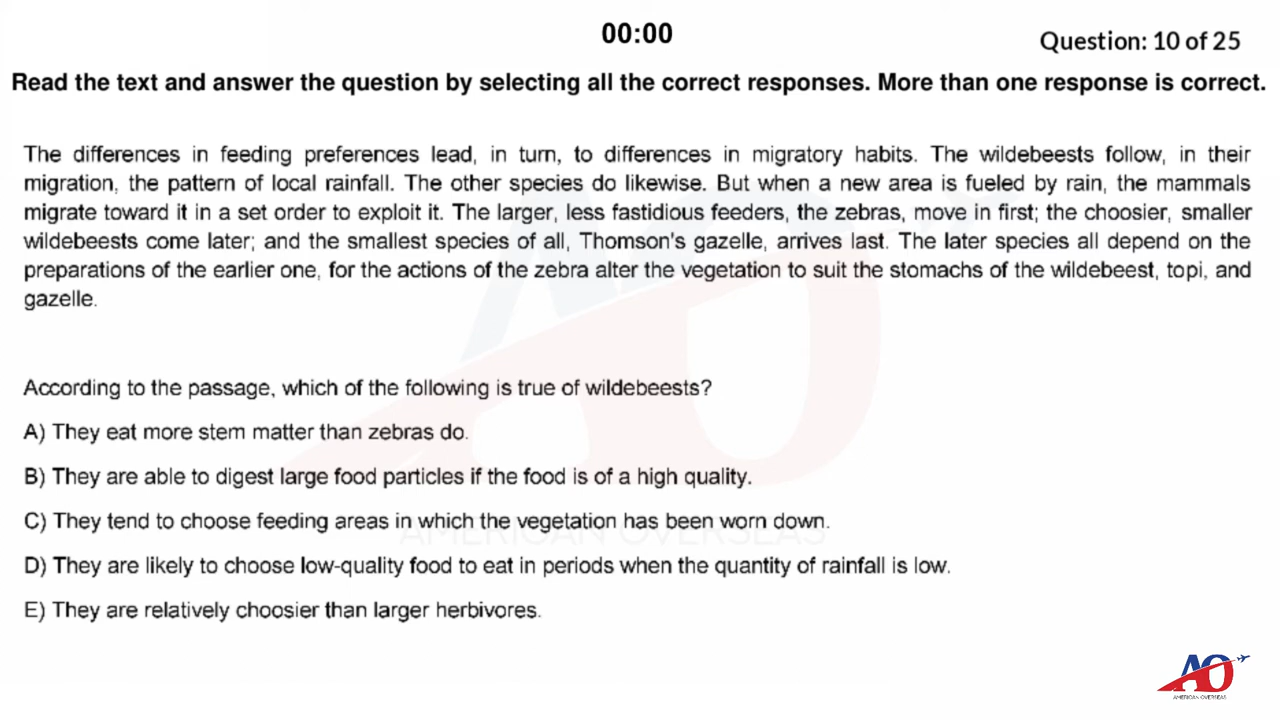 00:00
Question: 10 of 25
Read the text and answer the question by selecting all the correct responses. More than one response is correct.
The differences in feeding preferences lead, in turn, to differences in migratory habits. The wildebeests follow, in their
migration, the pattern of local rainfall. The other species do likewise. But when a new area is fueled by rain, the mammals
migrate toward it in a set order to exploit it. The larger, less fastidious feeders, the zebras, move in first; the choosier, smaller
wildebeests come later; and the smallest species of all, Thomson's gazelle, arrives last. The later species all depend on the
preparations of the earlier one, for the actions of the zebra alter the vegetation to suit the stomachs of the wildebeest, topi, and
gazelle.
According to the passage, which of the following is true of wildebeests?
A) They eat more stem matter than zebras do.
B) They are able to digest large food particles if the food is of a high quality.
C) They tend to choose feeding areas in which the vegetation has been worn down.
AMERICAN OVERSEAS
D) They are likely to choose low-quality food to eat in periods when the quantity of rainfall is low.
E) They are relatively choosier than larger herbivores.
AO
AMERICAN OVERSEAS